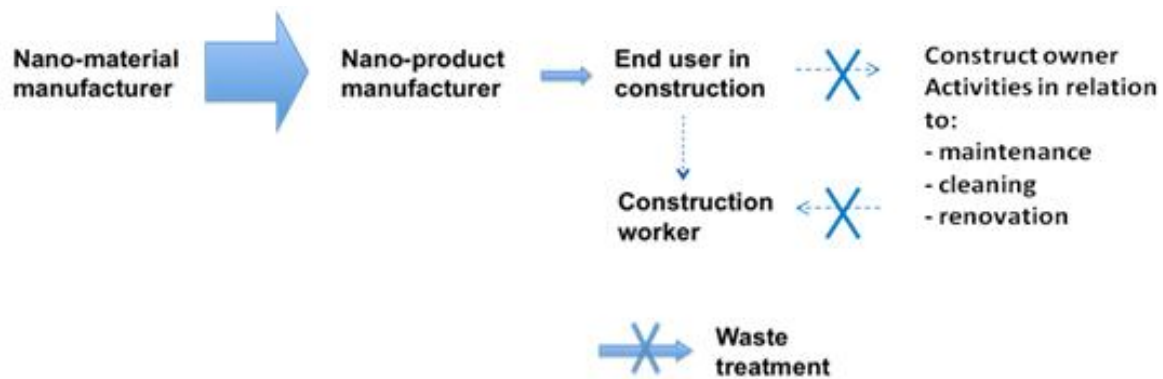 Nano-material
manufacturer
Nano-product
manufacturer
End user in
construction
Construct owner
Activities in relation
to:
- maintenance
- cleaning
- renovation
Construction
worker
Waste
treatment